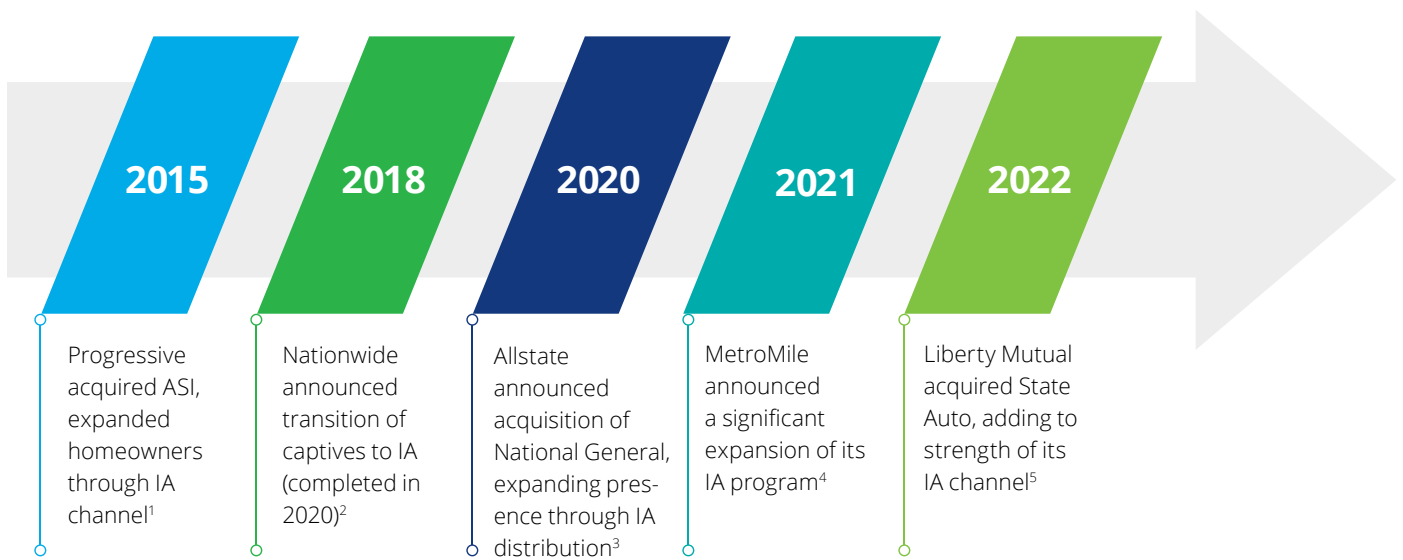 2015
2018
2020
2021
2022
Progressive
acquired ASI,
expanded
homeowners
through IA
channel¹
Nationwide
announced
transition of
captives to IA
(completed in
2020)²
Allstate
announced
acquisition of
National General,
expanding pres-
ence through IA
distribution³
MetroMile
announced
a significant
expansion of its
IA program⁴
Liberty Mutual
acquired State
Auto, adding to
strength of its
IA channel⁵